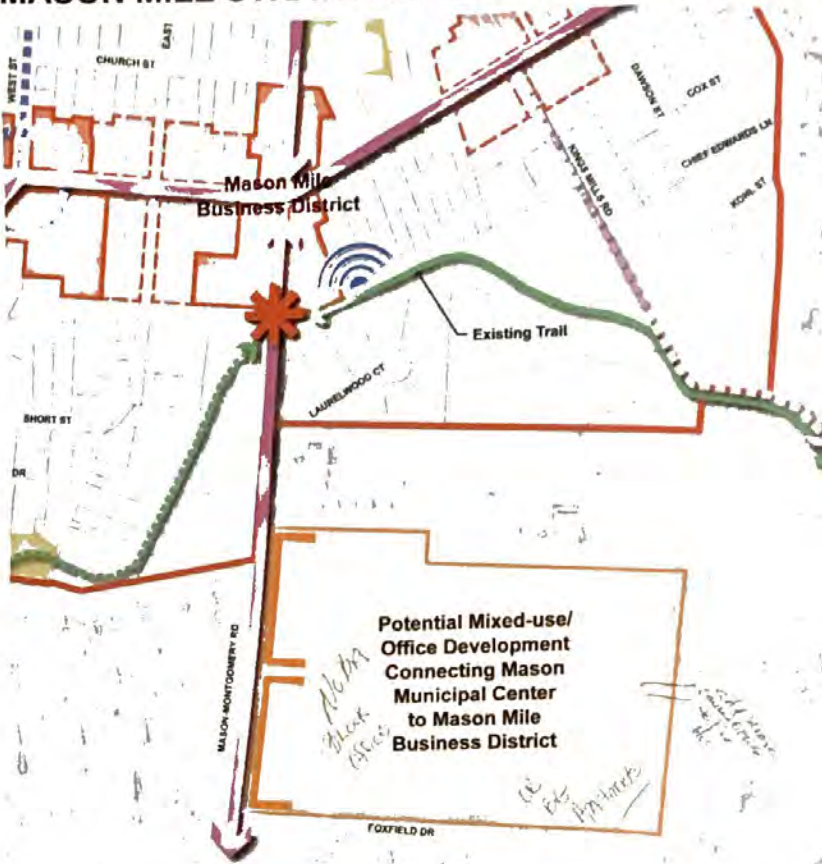 MASON MILE
WEST ST
CHURCH ST
EAST
DAWSON ST
COX ST
CHIEF EDWARDS LN
KOHL ST
KINGS MILLS RD
Mason Mile
Business District
Existing Trail
LAURELWOOD CT
SHORT ST
DR
MASON-MONTGOMERY RD
Potential Mixed-use/
Office Development
Connecting Mason
Municipal Center
to Mason Mile
Business District
FOXFIELD DR